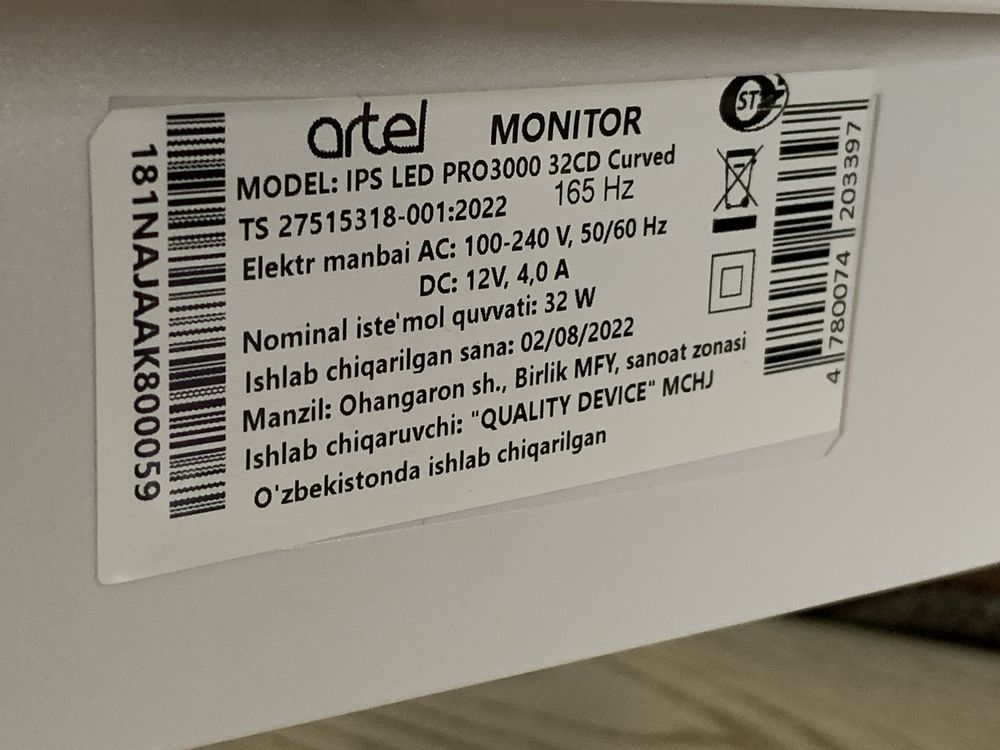 artel MONITOR
MODEL: IPS LED PRO3000 32CD Curved
TS 27515318-001:2022 165 Hz
Elektr manbai AC: 100-240 V, 50/60 Hz
DC: 12V, 4,0 A
Nominal iste'mol quvvati: 32 W
Ishlab chiqarilgan sana: 02/08/2022
Manzil: Ohangaron sh., Birlik MFY, sanoat zonasi
Ishlab chiqaruvchi: "QUALITY DEVICE" MCHJ
O'zbekistonda ishlab chiqarilgan
181NAJAAK800059
4 780074 203397